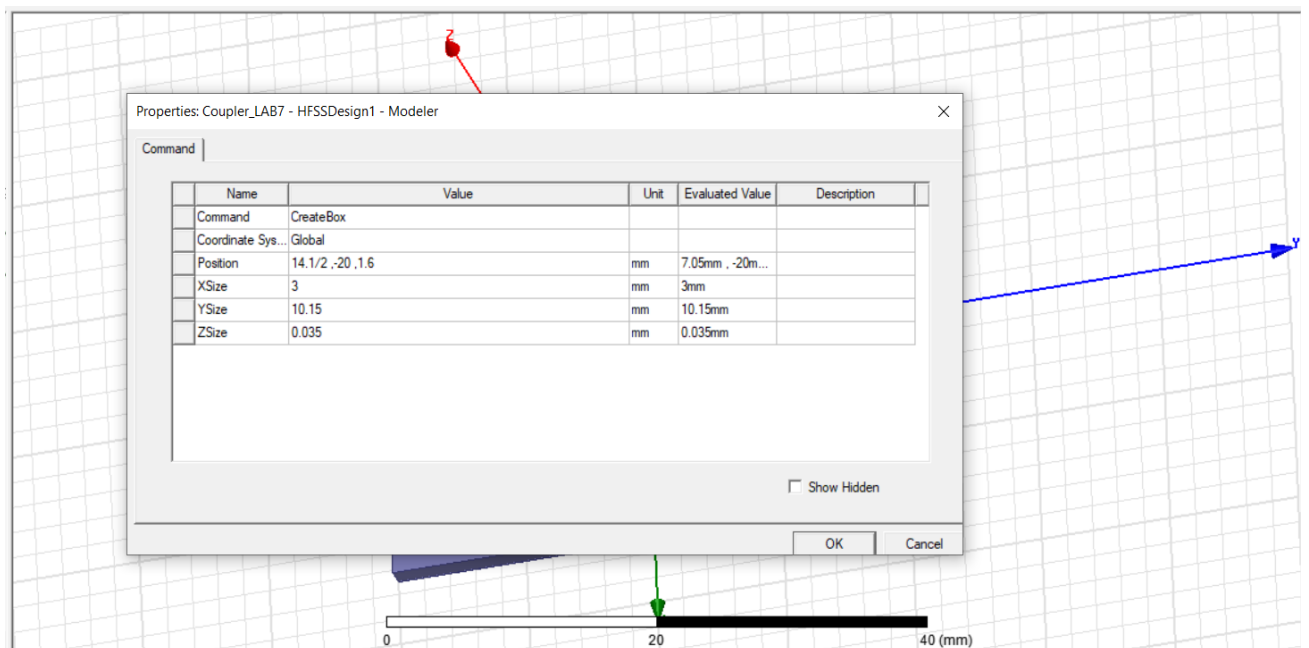 Z
Properties: Coupler_LAB7 - HFSSDesign1 - Modeler
Command
Name Value Unit Evaluated Value Description
Command CreateBox
Coordinate Sys... Global
Position 14.1/2 ,-20 ,1.6 mm 7.05mm , -20m...
XSize 3 mm 3mm
YSize 10.15 mm 10.15mm
ZSize 0.035 mm 0.035mm
Y
Show Hidden
OK Cancel
0 20 40 (mm)